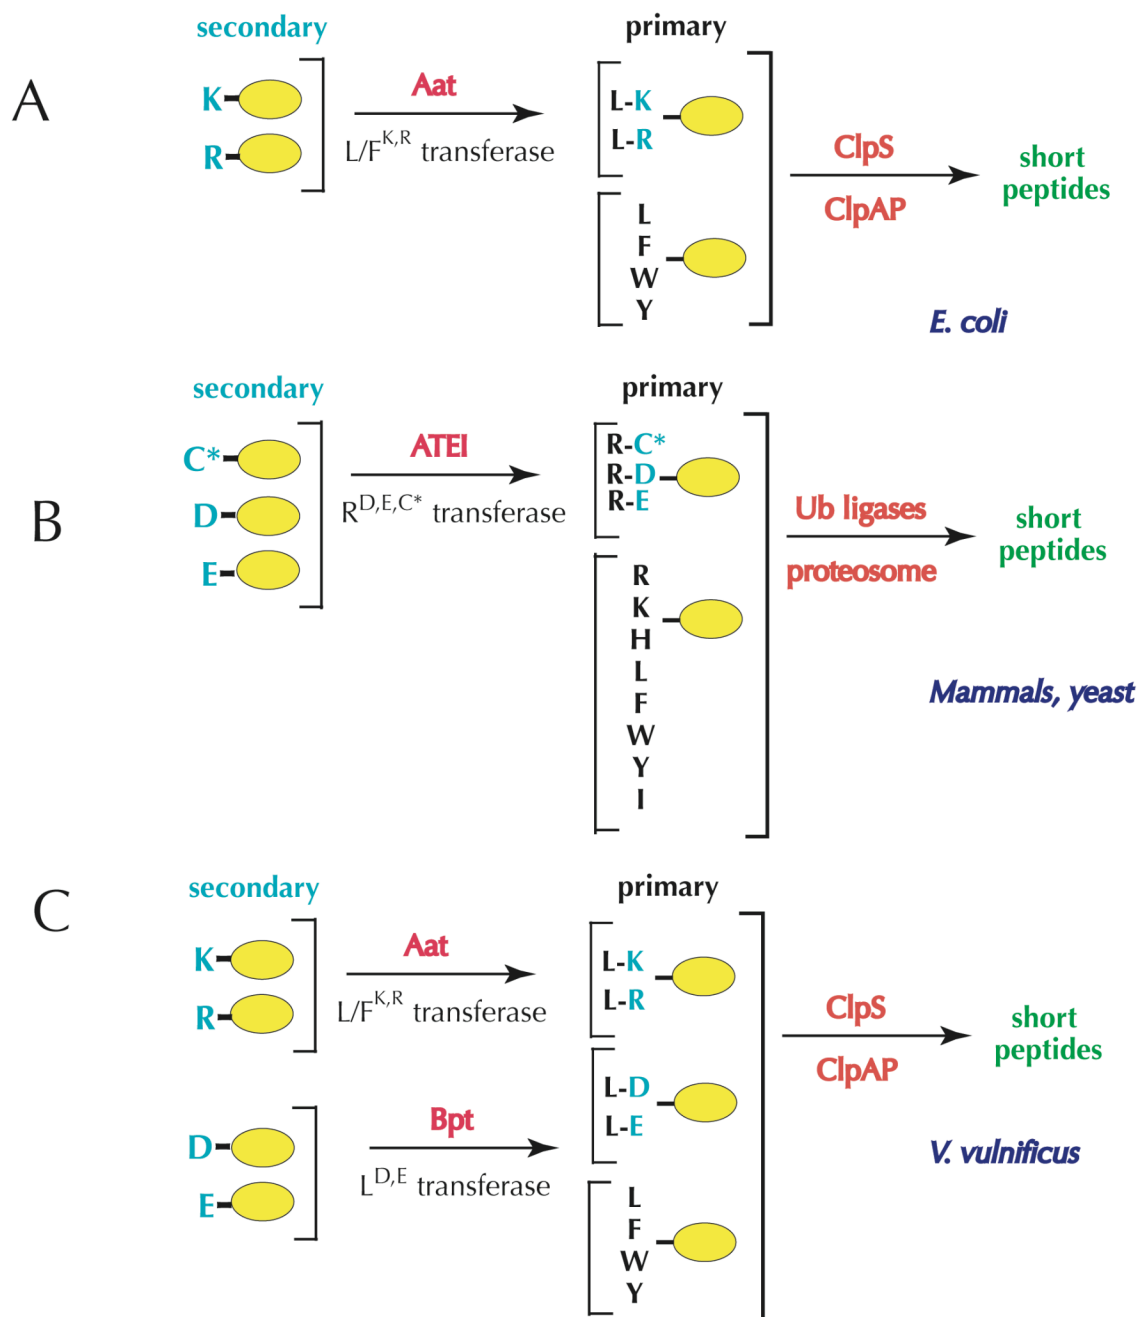 A
secondary
K
R
Aat
L/F^K,R transferase
primary
L-K
L-R
L
F
W
Y
ClpS
ClpAP
short
peptides
E. coli
B
secondary
C*
D
E
ATEI
R^D,E,C* transferase
primary
R-C*
R-D
R-E
R
K
H
L
F
W
Y
I
Ub ligases
proteosome
short
peptides
Mammals, yeast
C
secondary
K
R
Aat
L/F^K,R transferase
D
E
Bpt
L^D,E transferase
primary
L-K
L-R
L-D
L-E
L
F
W
Y
ClpS
ClpAP
short
peptides
V. vulnificus